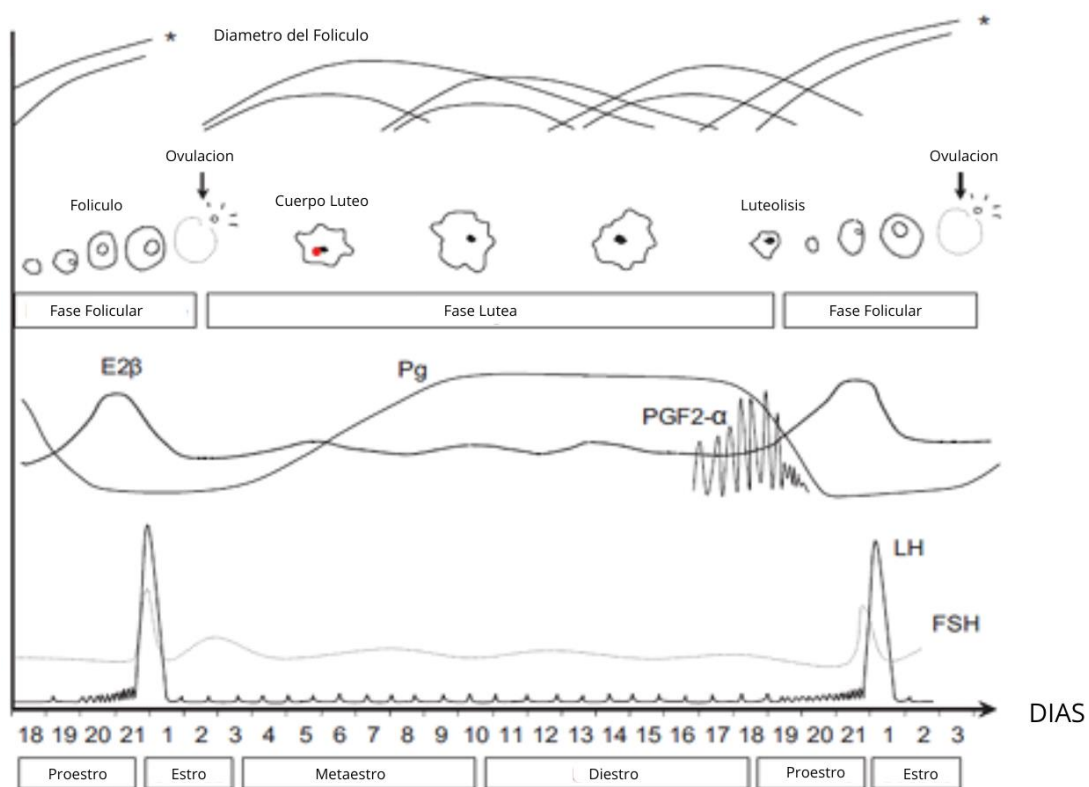 *
Diametro del Foliculo
*
Ovulacion
Ovulacion
Foliculo
Cuerpo Luteo
Luteolisis
Fase Folicular
Fase Lutea
Fase Folicular
E2β
Pg
PGF2-α
LH
FSH
18 19 20 21 1 2 3 4 5 6 7 8 9 10 11 12 13 14 15 16 17 18 19 20 21 1 2 3
DIAS
Proestro
Estro
Metaestro
Diestro
Proestro
Estro